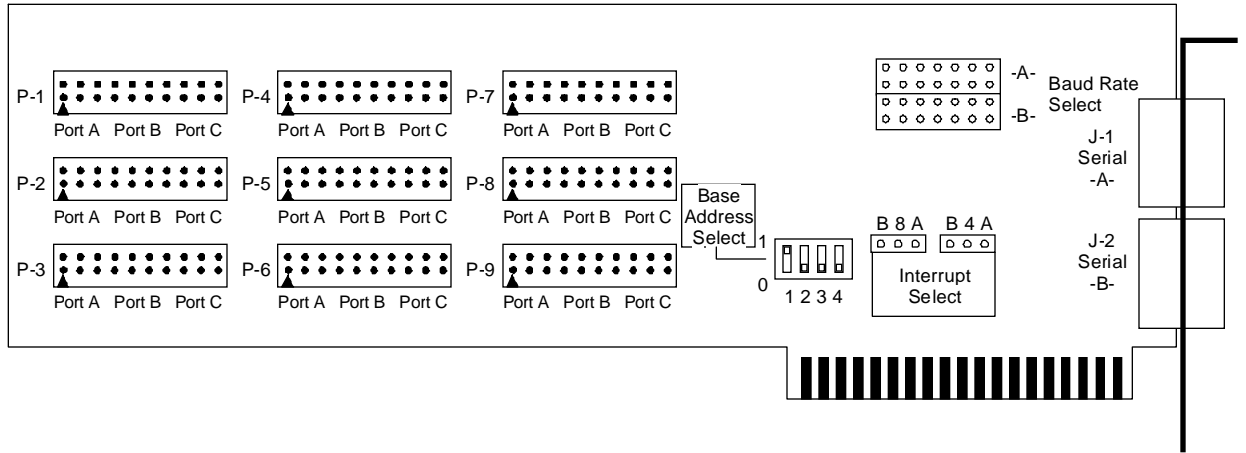 P-1
Port A Port B Port C
P-4
Port A Port B Port C
P-7
Port A Port B Port C
-A-
-B-
Baud Rate
Select
P-2
Port A Port B Port C
P-5
Port A Port B Port C
P-8
Port A Port B Port C
J-1
Serial
-A-
Base
Address
Select
P-3
Port A Port B Port C
P-6
Port A Port B Port C
P-9
Port A Port B Port C
1
0
1 2 3 4
B 8 A
B 4 A
Interrupt
Select
J-2
Serial
-B-